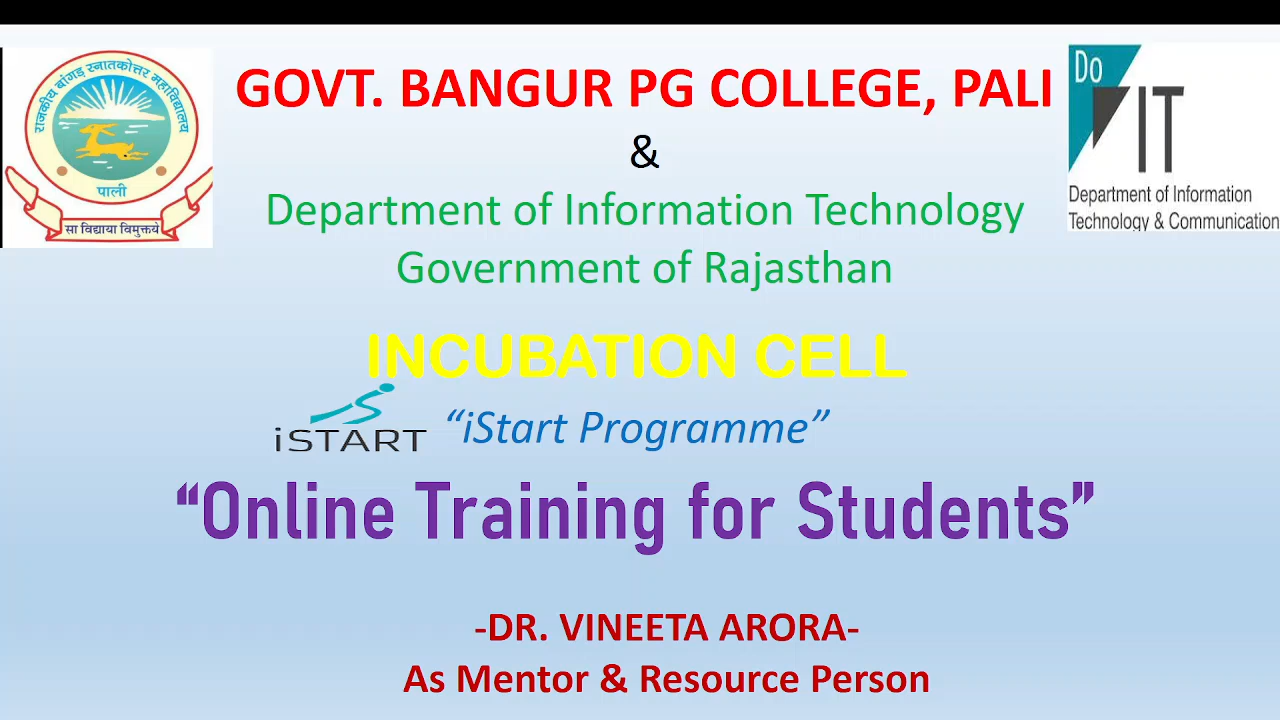 राजकीय बांगड़ स्नातकोत्तर महाविद्यालय
पाली
सा विद्याया विमुक्तये
GOVT. BANGUR PG COLLEGE, PALI
&
Department of Information Technology
Government of Rajasthan
DoIT
Department of Information
Technology & Communication
INCUBATION CELL
iSTART
“iStart Programme”
“Online Training for Students”
-DR. VINEETA ARORA-
As Mentor & Resource Person